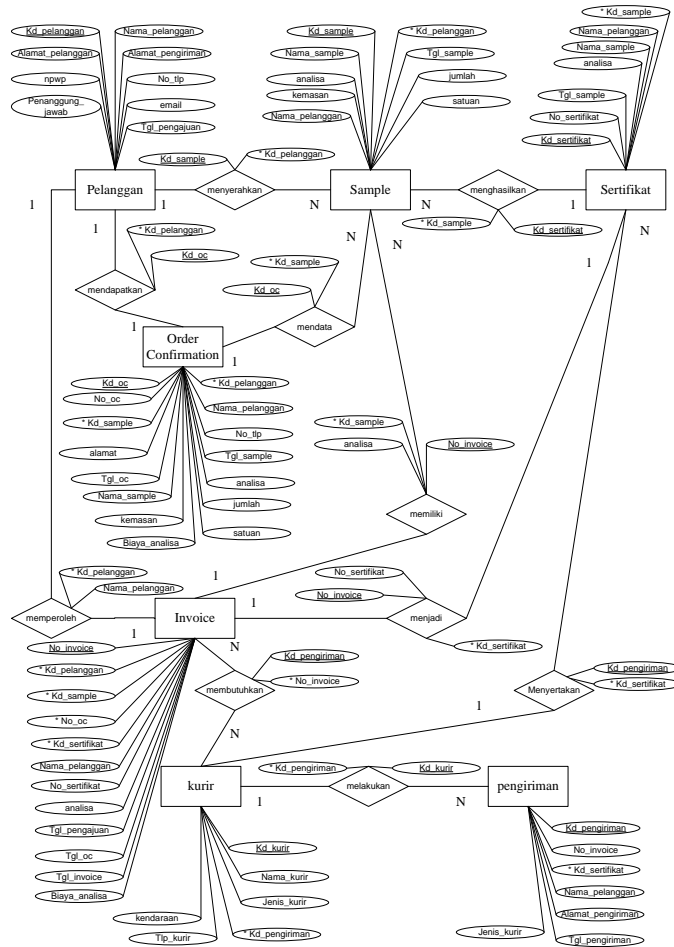 * Kd_sertifikat
Kd_pelanggan
Nama_pelanggan
Kd_sample
* Kd_pelanggan
Nama_pelanggan
Alamat_pelanggan
Alamat_pengiriman
Nama_sample
Tgl_sample
Nama_sample
analisa
npwp
No_tlp
analisa
jumlah
Tgl_sample
Penanggung_
jawab
email
kemasan
satuan
No_sertifikat
Tgl_pengajuan
Nama_pelanggan
Kd_sertifikat
Kd_sample
* Kd_pelanggan
Pelanggan
menyerahkan
Sample
menghasilkan
Sertifikat
1
1
N
N
1
N
1
N
N
1
* Kd_pelanggan
Kd_oc
* Kd_sample
Kd_sertifikat
* Kd_sample
Kd_oc
mendapatkan
mendata
1
1
Order
Confirmation
Kd_oc
* Kd_pelanggan
No_oc
Nama_pelanggan
* Kd_sample
No_tlp
alamat
Tgl_sample
Tgl_oc
analisa
Nama_sample
jumlah
kemasan
satuan
Biaya_analisa
* Kd_sample
analisa
No_invoice
memiliki
1
* Kd_pelanggan
Nama_pelanggan
memperoleh
1
Invoice
1
N
No_sertifikat
No_invoice
menjadi
* Kd_sertifikat
No_invoice
* Kd_pelanggan
* Kd_sample
* No_oc
* Kd_sertifikat
Nama_pelanggan
No_sertifikat
analisa
Tgl_pengajuan
Tgl_oc
Tgl_invoice
Biaya_analisa
Kd_pengiriman
* No_invoice
membutuhkan
N
Kd_pengiriman
* Kd_sertifikat
Menyertakan
1
kurir
1
* Kd_pengiriman
Kd_kurir
melakukan
N
pengiriman
Kd_kurir
Nama_kurir
Jenis_kurir
* Kd_pengiriman
kendaraan
Tlp_kurir
Kd_pengiriman
No_invoice
* Kd_sertifikat
Nama_pelanggan
Alamat_pengiriman
Tgl_pengiriman
Jenis_kurir